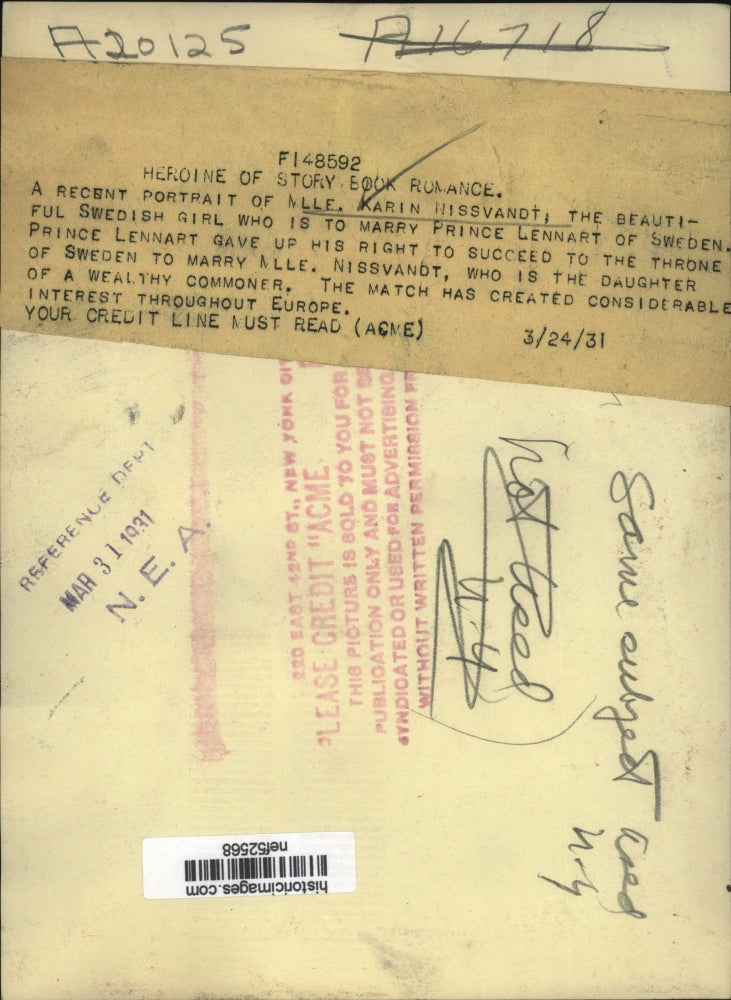 A20125
A16718
F148592
HEROINE OF STORY BOOK ROMANCE.
A RECENT PORTRAIT OF MLLE. KARIN NISSVANDT, THE BEAUTI-
FUL SWEDISH GIRL WHO IS TO MARRY PRINCE LENNART OF SWEDEN.
PRINCE LENNART GAVE UP HIS RIGHT TO SUCCEED TO THE THRONE
OF SWEDEN TO MARRY MLLE. NISSVANDT, WHO IS THE DAUGHTER
OF A WEALTHY COMMONER. THE MATCH HAS CREATED CONSIDERABLE
INTEREST THROUGHOUT EUROPE.
YOUR CREDIT LINE MUST READ (ACME) 3/24/31
REFERENCE DEPT
MAR 31 1931
N. E. A.
220 EAST 42ND ST., NEW YORK
PLEASE CREDIT "ACME
THIS PICTURE IS SOLD TO YOU FOR
PUBLICATION ONLY AND MUST NOT BE
SYNDICATED OR USED FOR ADVERTISING
WITHOUT WRITTEN PERMISSION
Not used
N-y
Same subject used
N-y
historicimages.com
nef52568